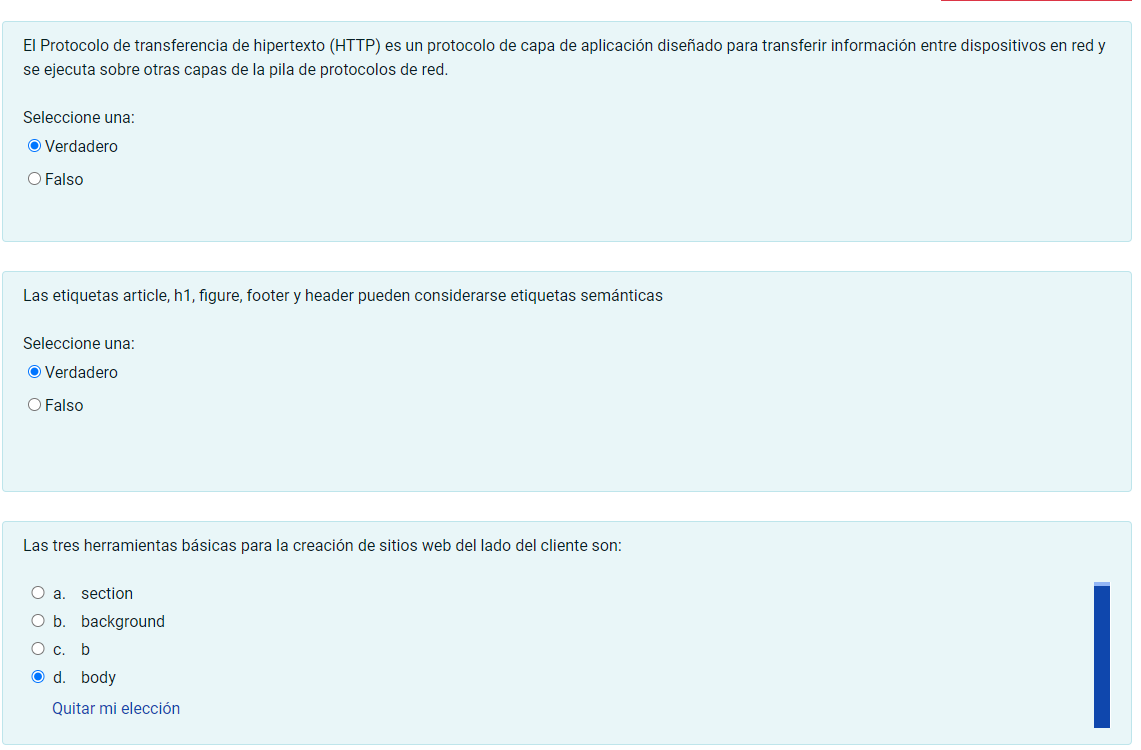 El Protocolo de transferencia de hipertexto (HTTP) es un protocolo de capa de aplicación diseñado para transferir información entre dispositivos en red y
se ejecuta sobre otras capas de la pila de protocolos de red.
Seleccione una:
Verdadero
Falso
Las etiquetas article, h1, figure, footer y header pueden considerarse etiquetas semánticas
Seleccione una:
Verdadero
Falso
Las tres herramientas básicas para la creación de sitios web del lado del cliente son:
a. section
b. background
c. b
d. body
Quitar mi elección